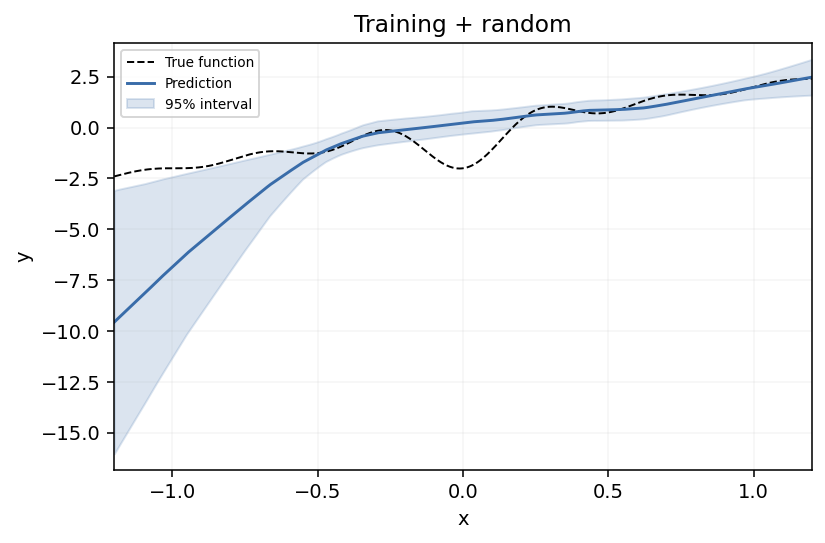 Training + random
True function
Prediction
95% interval
2.5
0.0
−2.5
−5.0
−7.5
−10.0
−12.5
−15.0
y
−1.0 −0.5 0.0 0.5 1.0
x